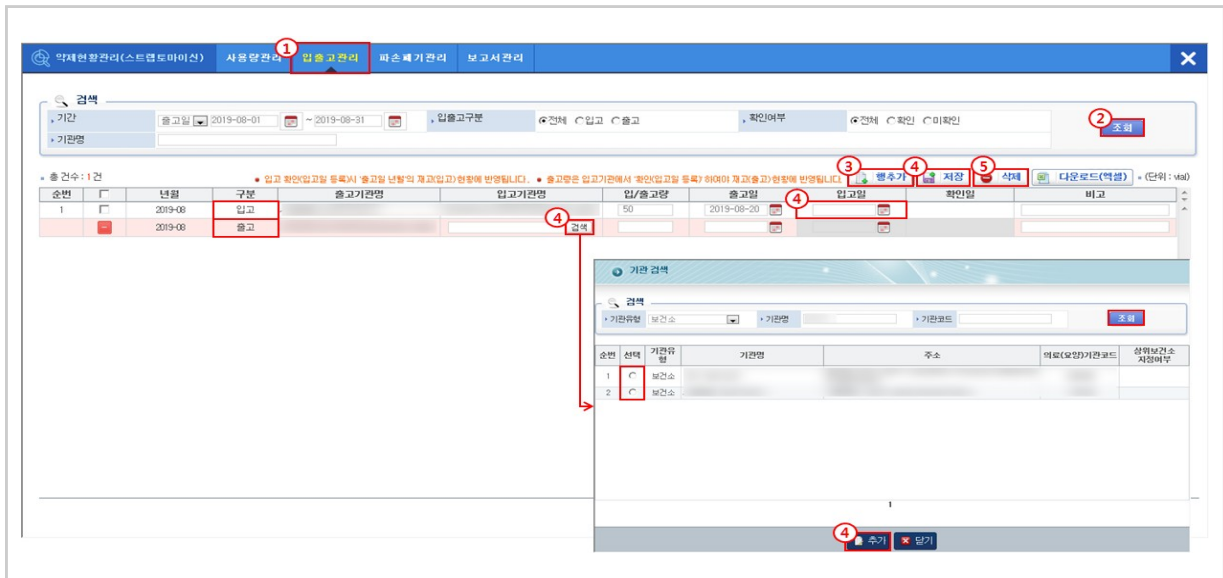 약제현황관리(스트렙토마이신) 사용량관리 ① 입출고관리 파손폐기관리 보고서관리
검색
기간 출고일 2019-08-01 ~ 2019-08-31 입출고구분 전체 입고 출고 확인여부 전체 확인 미확인 ② 조회
기관명
총 건수 : 1 건
● 입고 확인(입고일 등록)시 '출고일 년월'의 재고(입고)현황에 반영됩니다. ● 출고량은 입고기관에서 '확인(입고일 등록)' 하여야 재고(출고)현황에 반영됩니다.
③ 행추가 ④ 저장 ⑤ 삭제 다운로드(엑셀) (단위 : vial)
순번 년월 구분 출고기관명 입고기관명 입/출고량 출고일 입고일 확인일 비고
1 2019-08 입고 50 2019-08-20 ④
2019-08 출고 ④ 검색
기관 검색
검색
기관유형 보건소 기관명 기관코드 조회
순번 선택 기관유형 기관명 주소 의료(요양)기관코드 상위보건소 지정여부
1 보건소
2 보건소
1
④ 추가 닫기